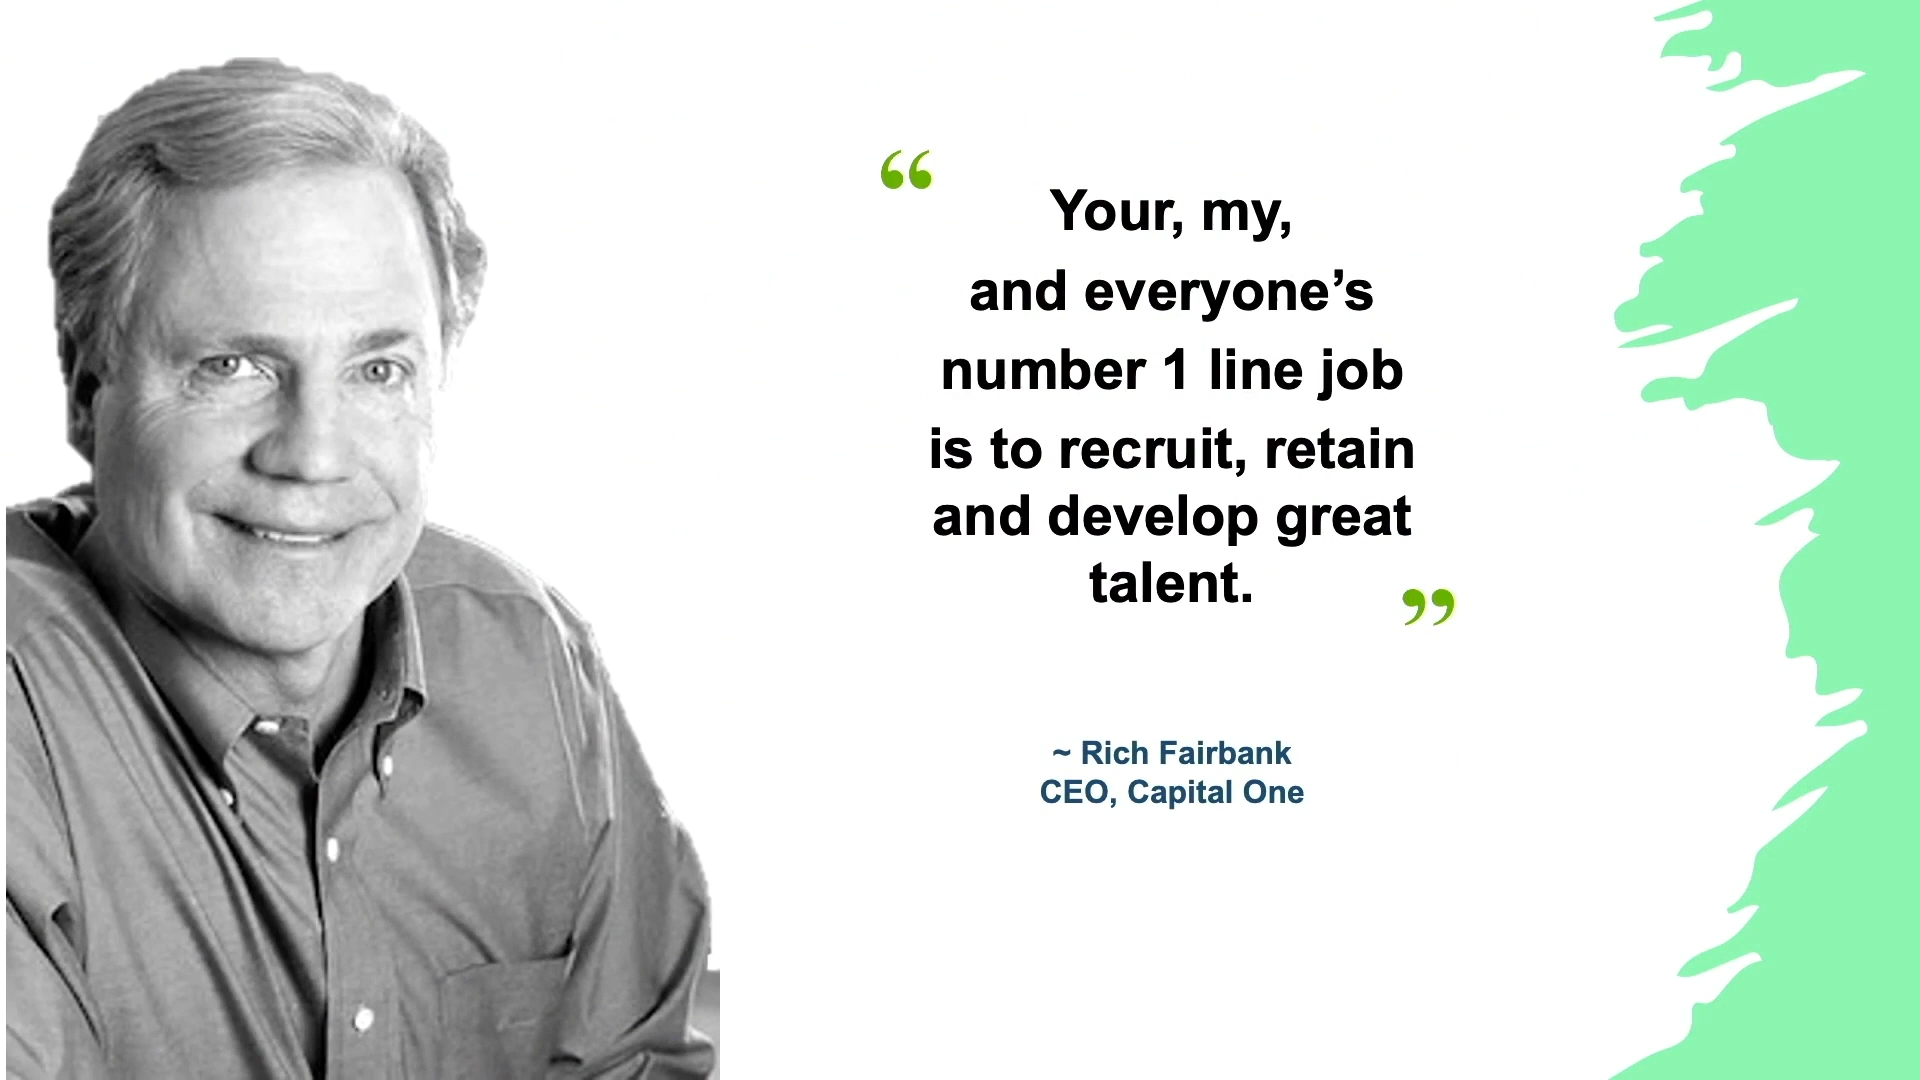 “
Your, my,
and everyone’s
number 1 line job
is to recruit, retain
and develop great
talent.
”
~ Rich Fairbank
CEO, Capital One